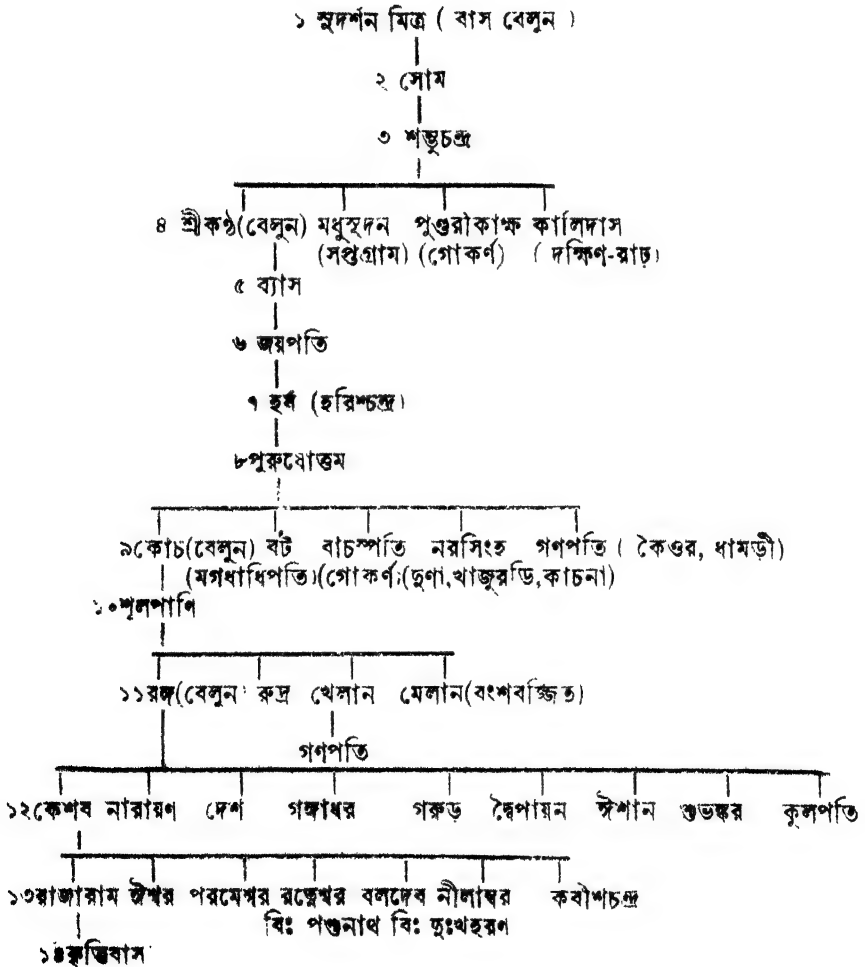 ১ সুদর্শন মিত্র ( বাস বেলুন )
২ সোম
৩ শম্ভুচন্দ্র
৪ শ্রীকণ্ঠ(বেলুন) মধুসূদন পুণ্ডরীকাক্ষ কালিদাস
(সপ্তগ্রাম) (গোকর্ণ) ( দক্ষিণ-রাঢ়)
৫ ব্যাস
৬ জয়পতি
৭ হর্ষ (হরিশ্চন্দ্র)
৮পুরুষোত্তম
৯কোচ(বেলুন) বট বাচস্পতি নরসিংহ গণপতি ( কৈওর, ধামড়ী)
(মগধাধিপতি)(গোকর্ণ)(দুণা,খাজুরডি,কাচনা)
১০শূলপাণি
১১রঙ্গ(বেলুন) রুদ্র খেলান মেলান(বংশবর্জ্জিত)
গণপতি
১২কেশব নারায়ণ দেশ গঙ্গাধর গরুড় দ্বৈপায়ন ঈশান শুভঙ্কর কুলপতি
১৩রাজারাম ঈশ্বর পরমেশ্বর রত্নেশ্বর বলদেব নীলাম্বর কবীশচন্দ্র
বিঃ পশুনাথ বিঃ দুঃখহরণ
১৪কৃত্তিবাস